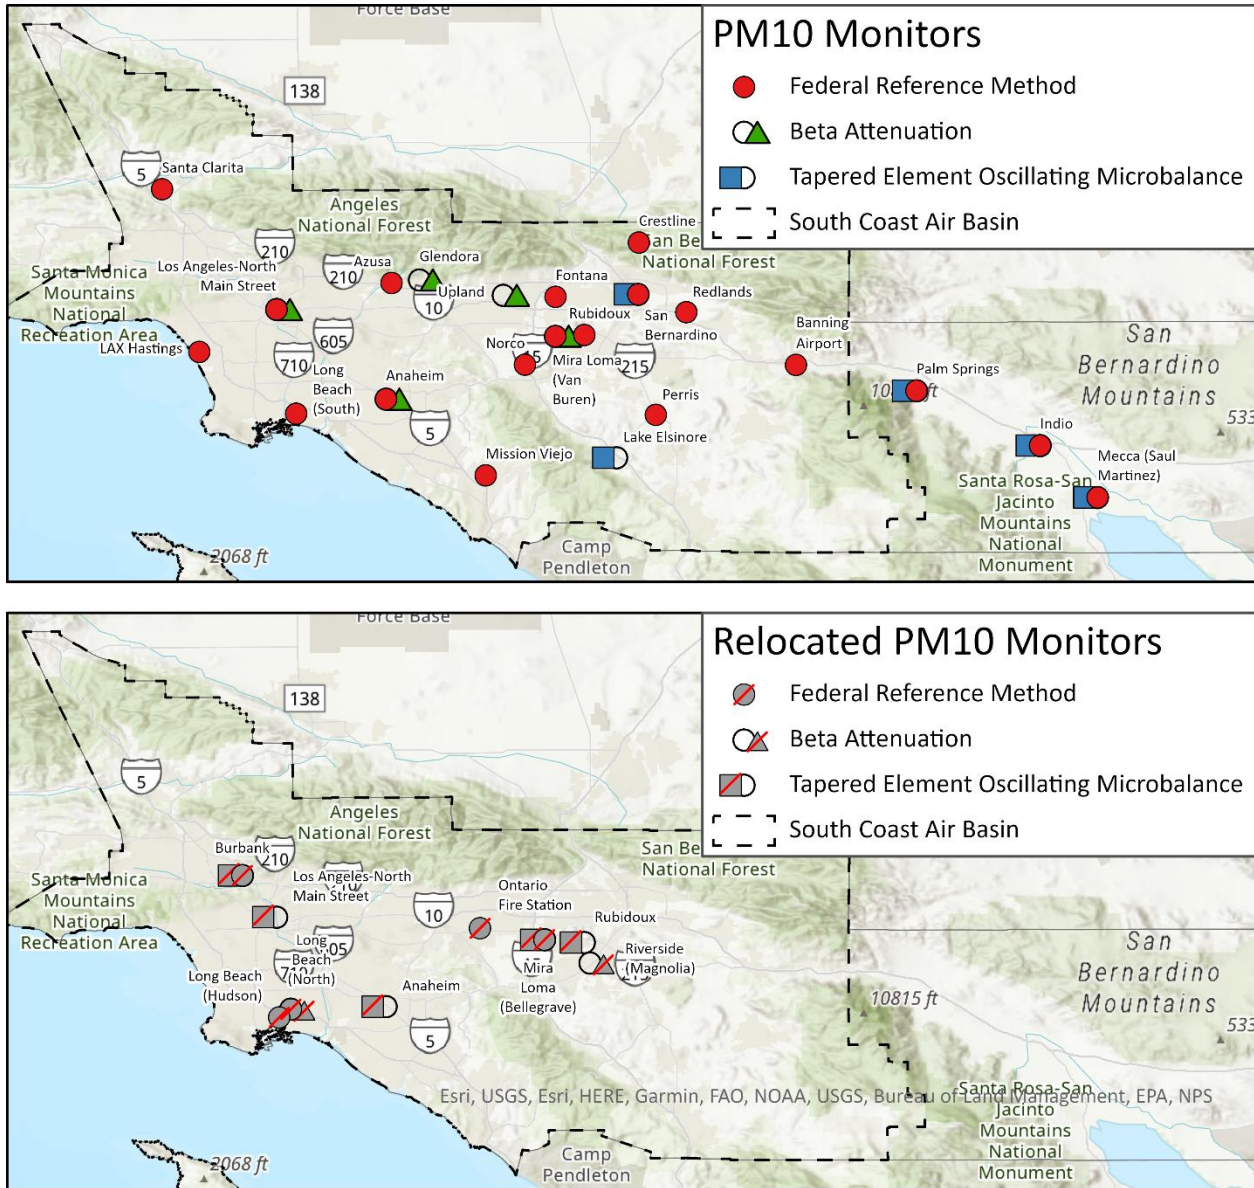 Force Base
PM10 Monitors
Federal Reference Method
Beta Attenuation
Tapered Element Oscillating Microbalance
South Coast Air Basin
138
5
Santa Clarita
Angeles
National Forest
Crestline
San Be
National Forest
210
Los Angeles-North
Main Street
210
Azusa
Glendora
10
Upland
Fontana
Redlands
Santa Monica
Mountains
National
Recreation Area
LAX Hastings
605
710
Long
Beach
(South)
Anaheim
5
Norco
15
Rubidoux
Mira Loma
(Van
Buren)
San
Bernardino
215
Banning
Airport
San
Bernardino
Mountains
533
Palm Springs
Perris
Lake Elsinore
Mission Viejo
Indio
Mecca (Saul
Martinez)
Santa Rosa-San
Jacinto
Mountains
National
Monument
2068 ft
Camp
Pendleton
Force Base
Relocated PM10 Monitors
Federal Reference Method
Beta Attenuation
Tapered Element Oscillating Microbalance
South Coast Air Basin
138
5
Angeles
National Forest
San Be
National Forest
Burbank
210
Los Angeles-North
Main Street
10
Ontario
Fire Station
Rubidoux
Santa Monica
Mountains
National
Recreation Area
Long
Beach
(North)
Long Beach
(Hudson)
Anaheim
5
Mira
Loma
(Bellegrave)
Riverside
(Magnolia)
San
Bernardino
Mountains
10815 ft
533
Esri, USGS, Esri, HERE, Garmin, FAO, NOAA, USGS, Bureau of Land Management, EPA, NPS
Santa Rosa-San
Jacinto
Mountains
National
Monument
2068 ft
Camp
Pendleton